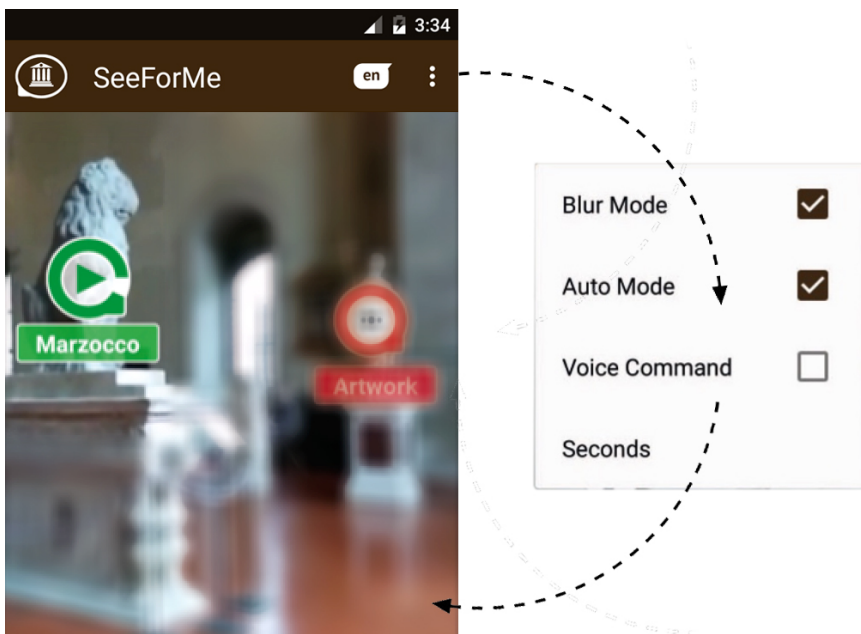 3:34
SeeForMe
en
Marzocco
Artwork
Blur Mode
Auto Mode
Voice Command
Seconds